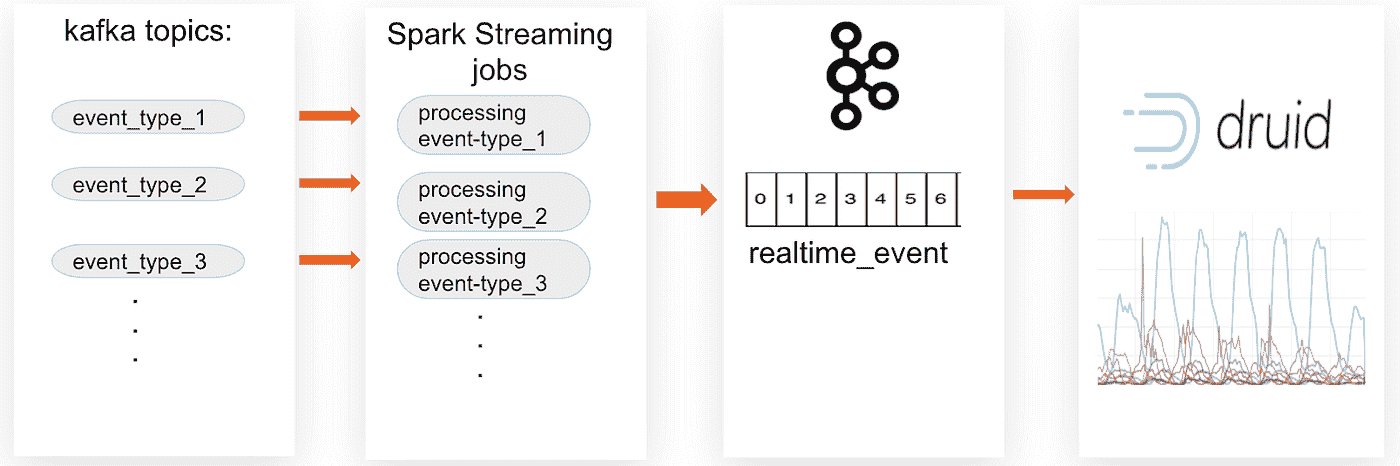 kafka topics:
event_type_1
event_type_2
event_type_3
Spark Streaming
jobs
processing
event-type_1
processing
event-type_2
processing
event-type_3
0 1 2 3 4 5 6
realtime_event
druid